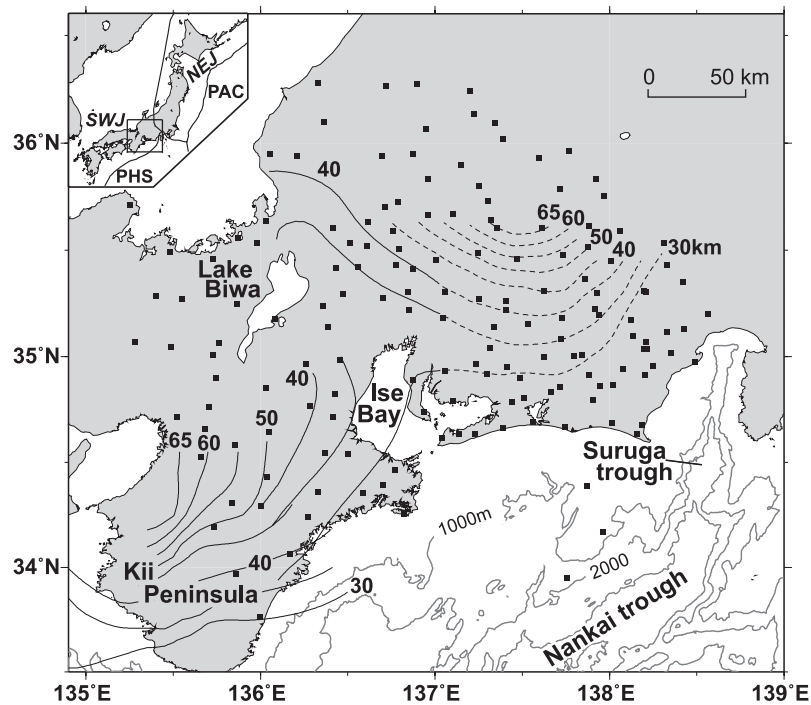 NEJ
PAC
SWJ
PHS
0 50 km
36°N
35°N
34°N
40
65 60
50
40
30km
Lake
Biwa
40
50
65 60
Ise
Bay
Suruga
trough
1000m
2000
Kii
Peninsula
40
30
Nankai trough
135°E 136°E 137°E 138°E 139°E